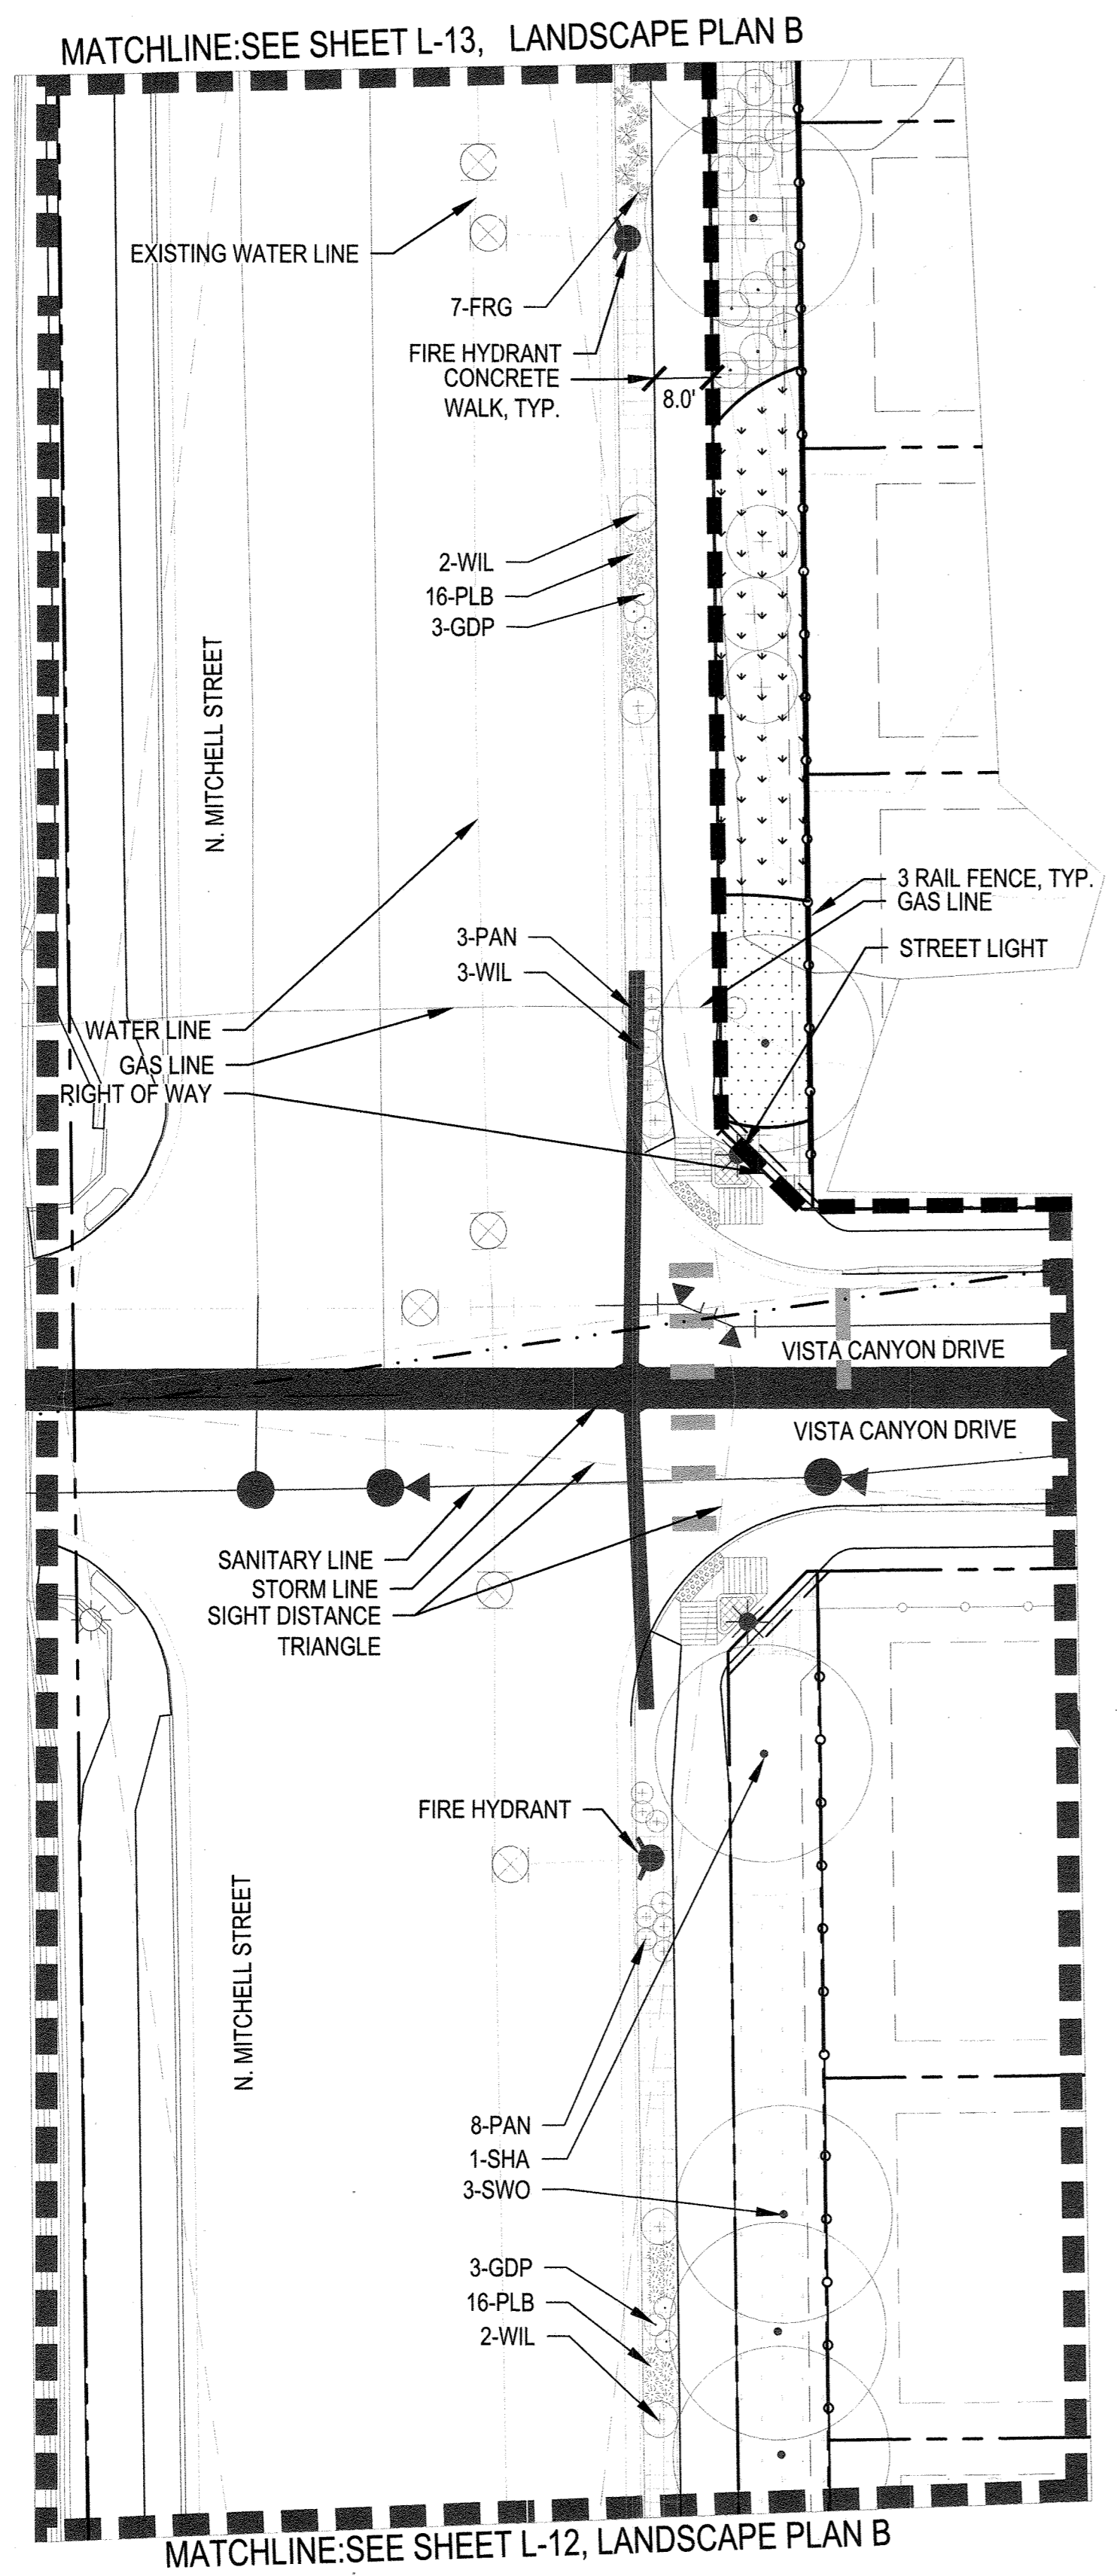 MATCHLINE:SEE SHEET L-13, LANDSCAPE PLAN B
EXISTING WATER LINE
7-FRG
FIRE HYDRANT
CONCRETE
WALK, TYP.
8.0'
2-WIL
16-PLB
3-GDP
N. MITCHELL STREET
3 RAIL FENCE, TYP.
GAS LINE
STREET LIGHT
3-PAN
3-WIL
WATER LINE
GAS LINE
RIGHT OF WAY
VISTA CANYON DRIVE
VISTA CANYON DRIVE
SANITARY LINE
STORM LINE
SIGHT DISTANCE
TRIANGLE
FIRE HYDRANT
N. MITCHELL STREET
8-PAN
1-SHA
3-SWO
3-GDP
16-PLB
2-WIL
MATCHLINE:SEE SHEET L-12, LANDSCAPE PLAN B